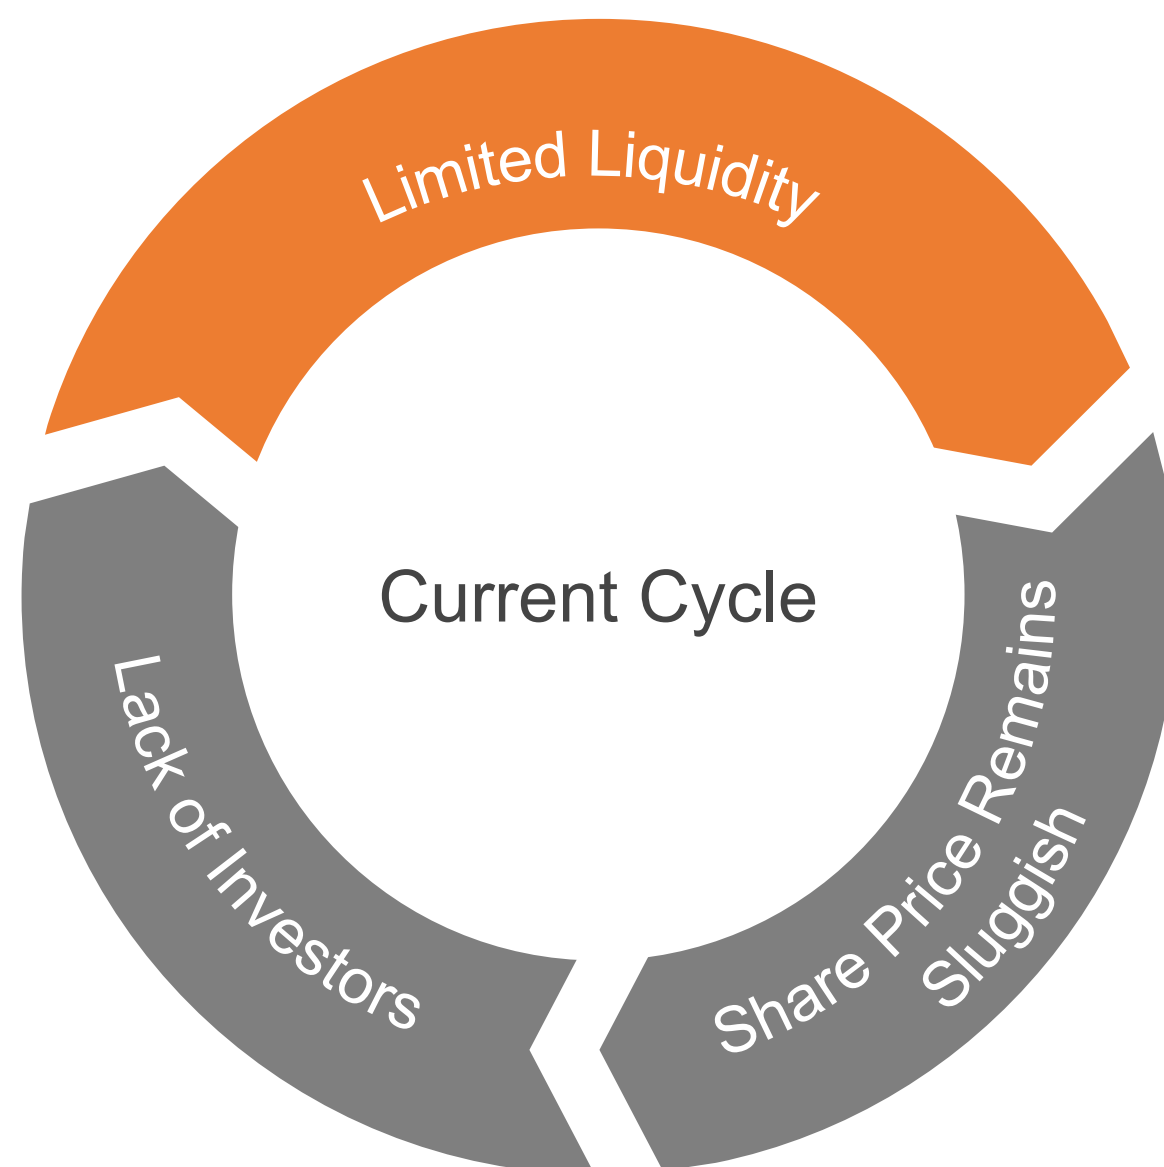 Limited Liquidity
Current Cycle
Share Price Remains
Sluggish
Lack of Investors